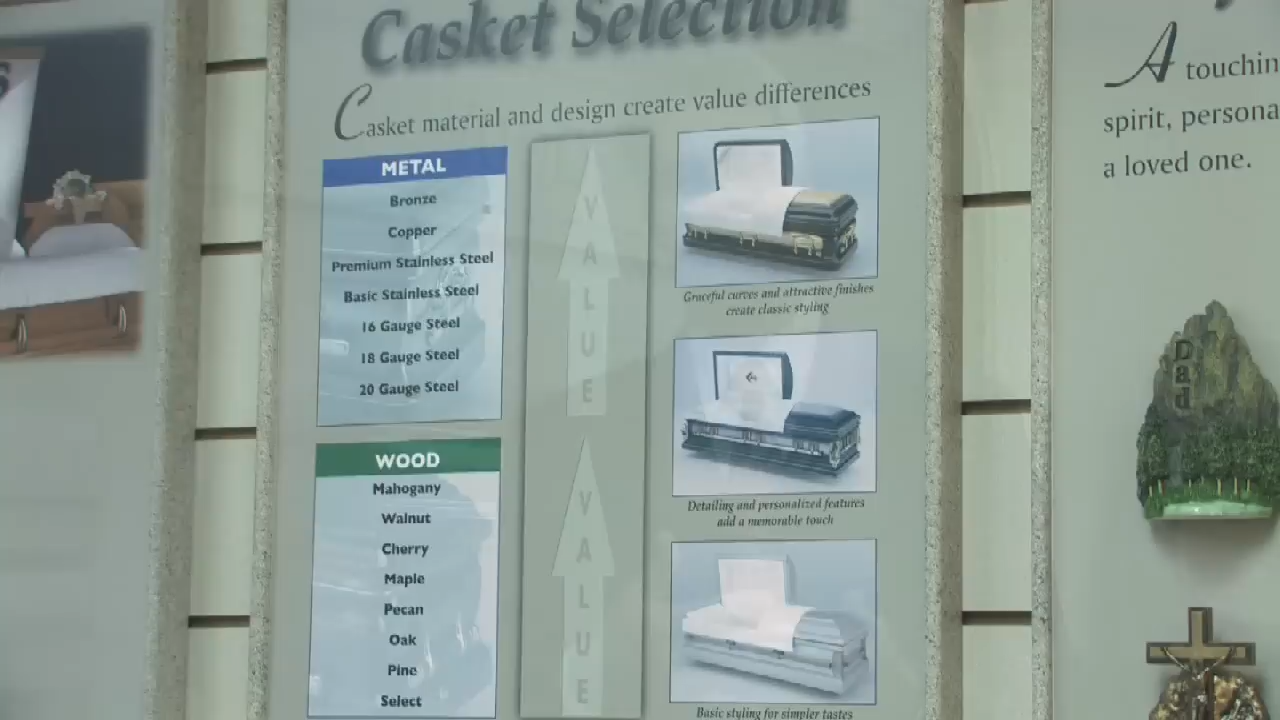 Casket Selection
Casket material and design create value differences
METAL
Bronze
Copper
Premium Stainless Steel
Basic Stainless Steel
16 Gauge Steel
18 Gauge Steel
20 Gauge Steel
VALUE
WOOD
Mahogany
Walnut
Cherry
Maple
Pecan
Oak
Pine
Select
VALUE
Graceful curves and attractive finishes
create classic styling
Detailing and personalized features
add a memorable touch
Basic styling for simpler tastes
A touchin
spirit, persona
a loved one.
Dad